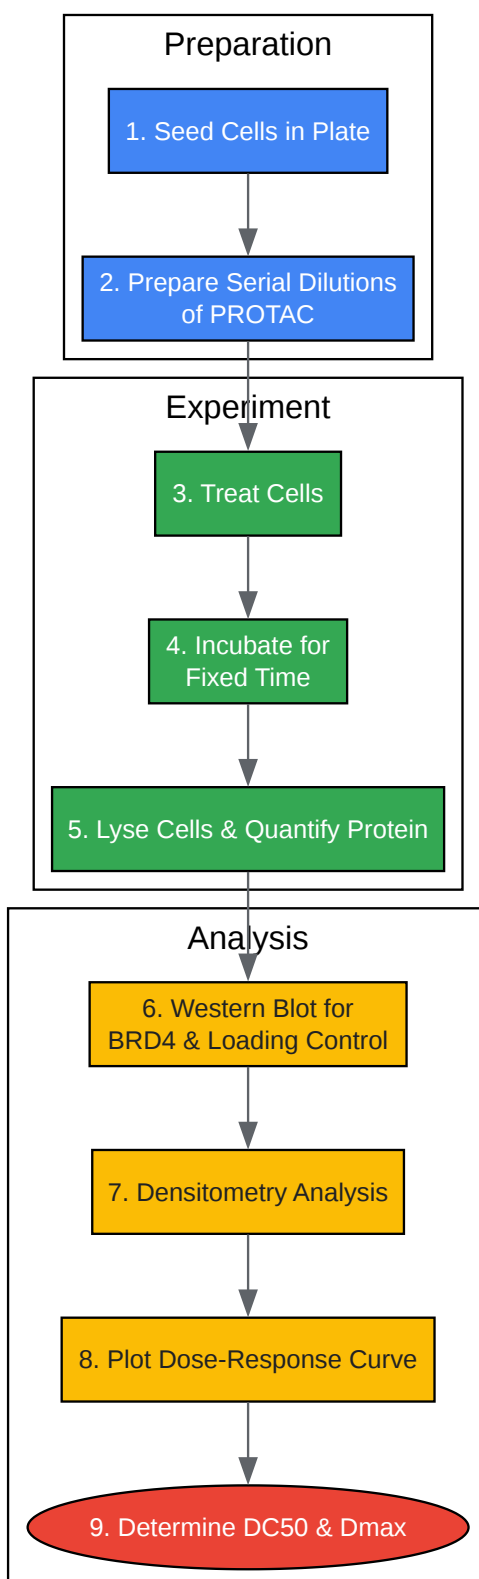 Preparation
1. Seed Cells in Plate
2. Prepare Serial Dilutions
of PROTAC
Experiment
3. Treat Cells
4. Incubate for
Fixed Time
5. Lyse Cells & Quantify Protein
Analysis
6. Western Blot for
BRD4 & Loading Control
7. Densitometry Analysis
8. Plot Dose-Response Curve
9. Determine DC50 & Dmax